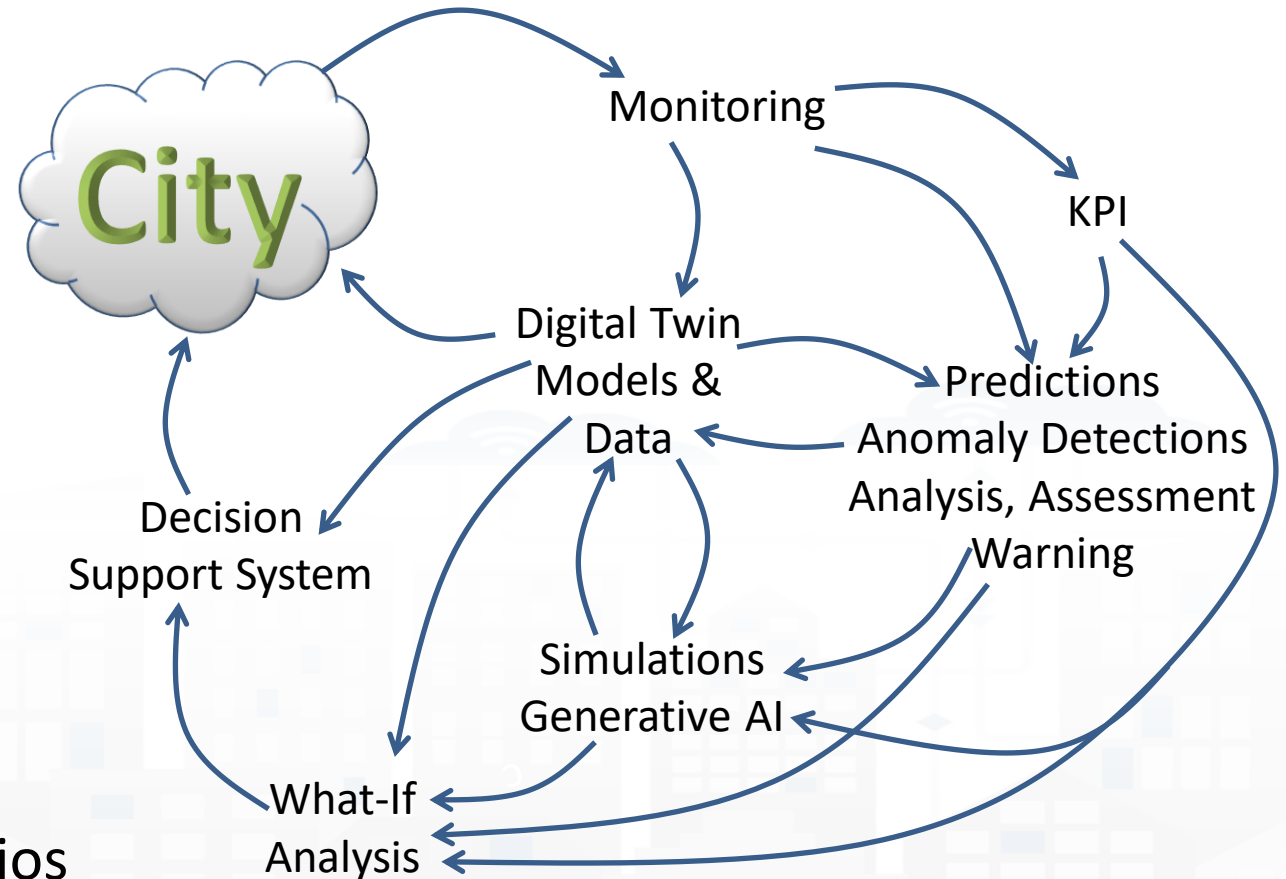 City
Monitoring
KPI
Digital Twin
Models &
Data
Predictions
Anomaly Detections
Analysis, Assessment
Warning
Decision
Support System
Simulations
Generative AI
What-If
Analysis
ios